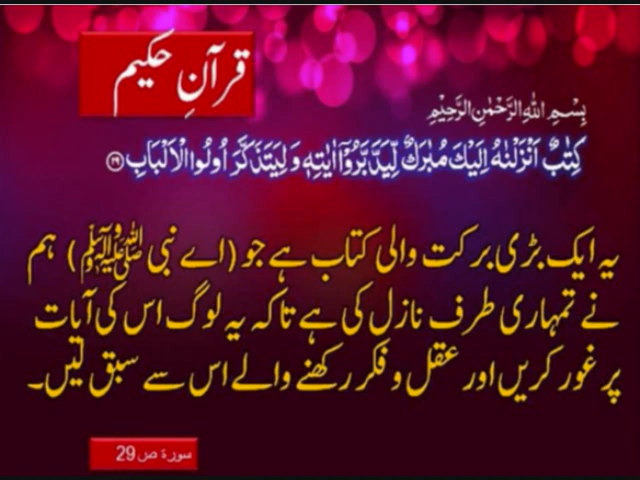 قرآنِ حکیم
بِسْمِ اللهِ الرَّحْمٰنِ الرَّحِيْمِ
كِتٰبٌ اَنْزَلْنٰهُ اِلَيْكَ مُبٰرَكٌ لِّيَدَّبَّرُوْٓا اٰيٰتِهٖ وَلِيَتَذَكَّرَ اُولُوا الْاَلْبَابِ ﴿۲۹﴾
یہ ایک بڑی برکت والی کتاب ہے جو (اے نبی ﷺ) ہم
نے تمہاری طرف نازل کی ہے تاکہ یہ لوگ اس کی آیات
پر غور کریں اور عقل و فکر رکھنے والے اس سے سبق لیں۔
سورة ص 29